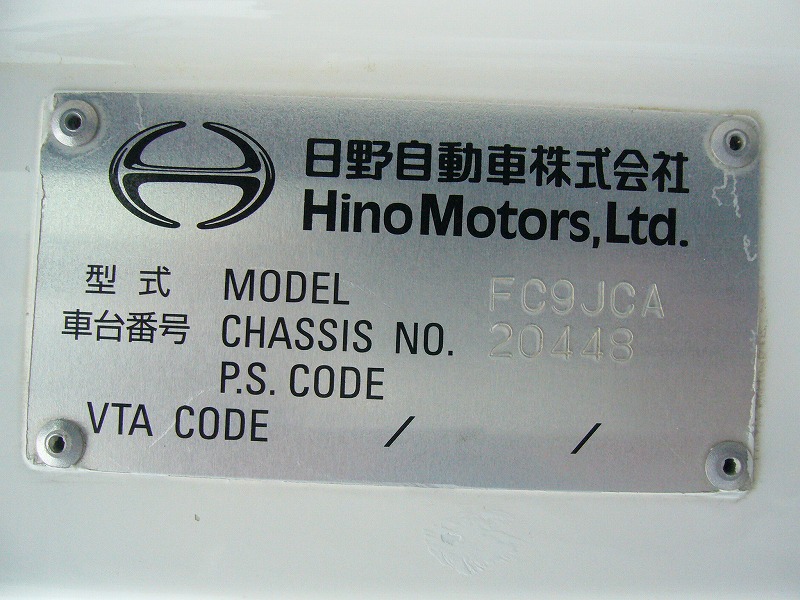 日野自動車株式会社
Hino Motors, Ltd.
型式 MODEL FC9JCA
車台番号 CHASSIS NO. 20448
P.S. CODE
VTA CODE / /